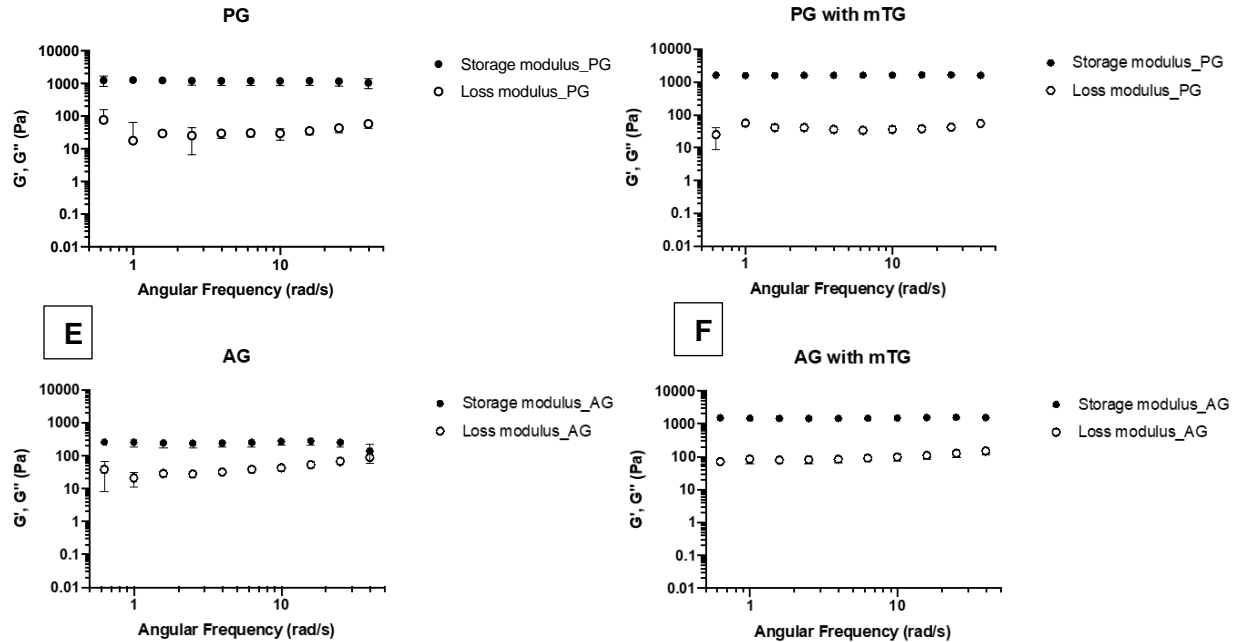 PG
10000
1000
100
10
1
0.1
0.01
G', G'' (Pa)
1
10
Angular Frequency (rad/s)
Storage modulus_PG
Loss modulus_PG
PG with mTG
10000
1000
100
10
1
0.1
0.01
G', G'' (Pa)
1
10
Angular Frequency (rad/s)
Storage modulus_PG
Loss modulus_PG
E
AG
10000
1000
100
10
1
0.1
0.01
G', G'' (Pa)
1
10
Angular Frequency (rad/s)
Storage modulus_AG
Loss modulus_AG
F
AG with mTG
10000
1000
100
10
1
0.1
0.01
G', G'' (Pa)
1
10
Angular Frequency (rad/s)
Storage modulus_AG
Loss modulus_AG